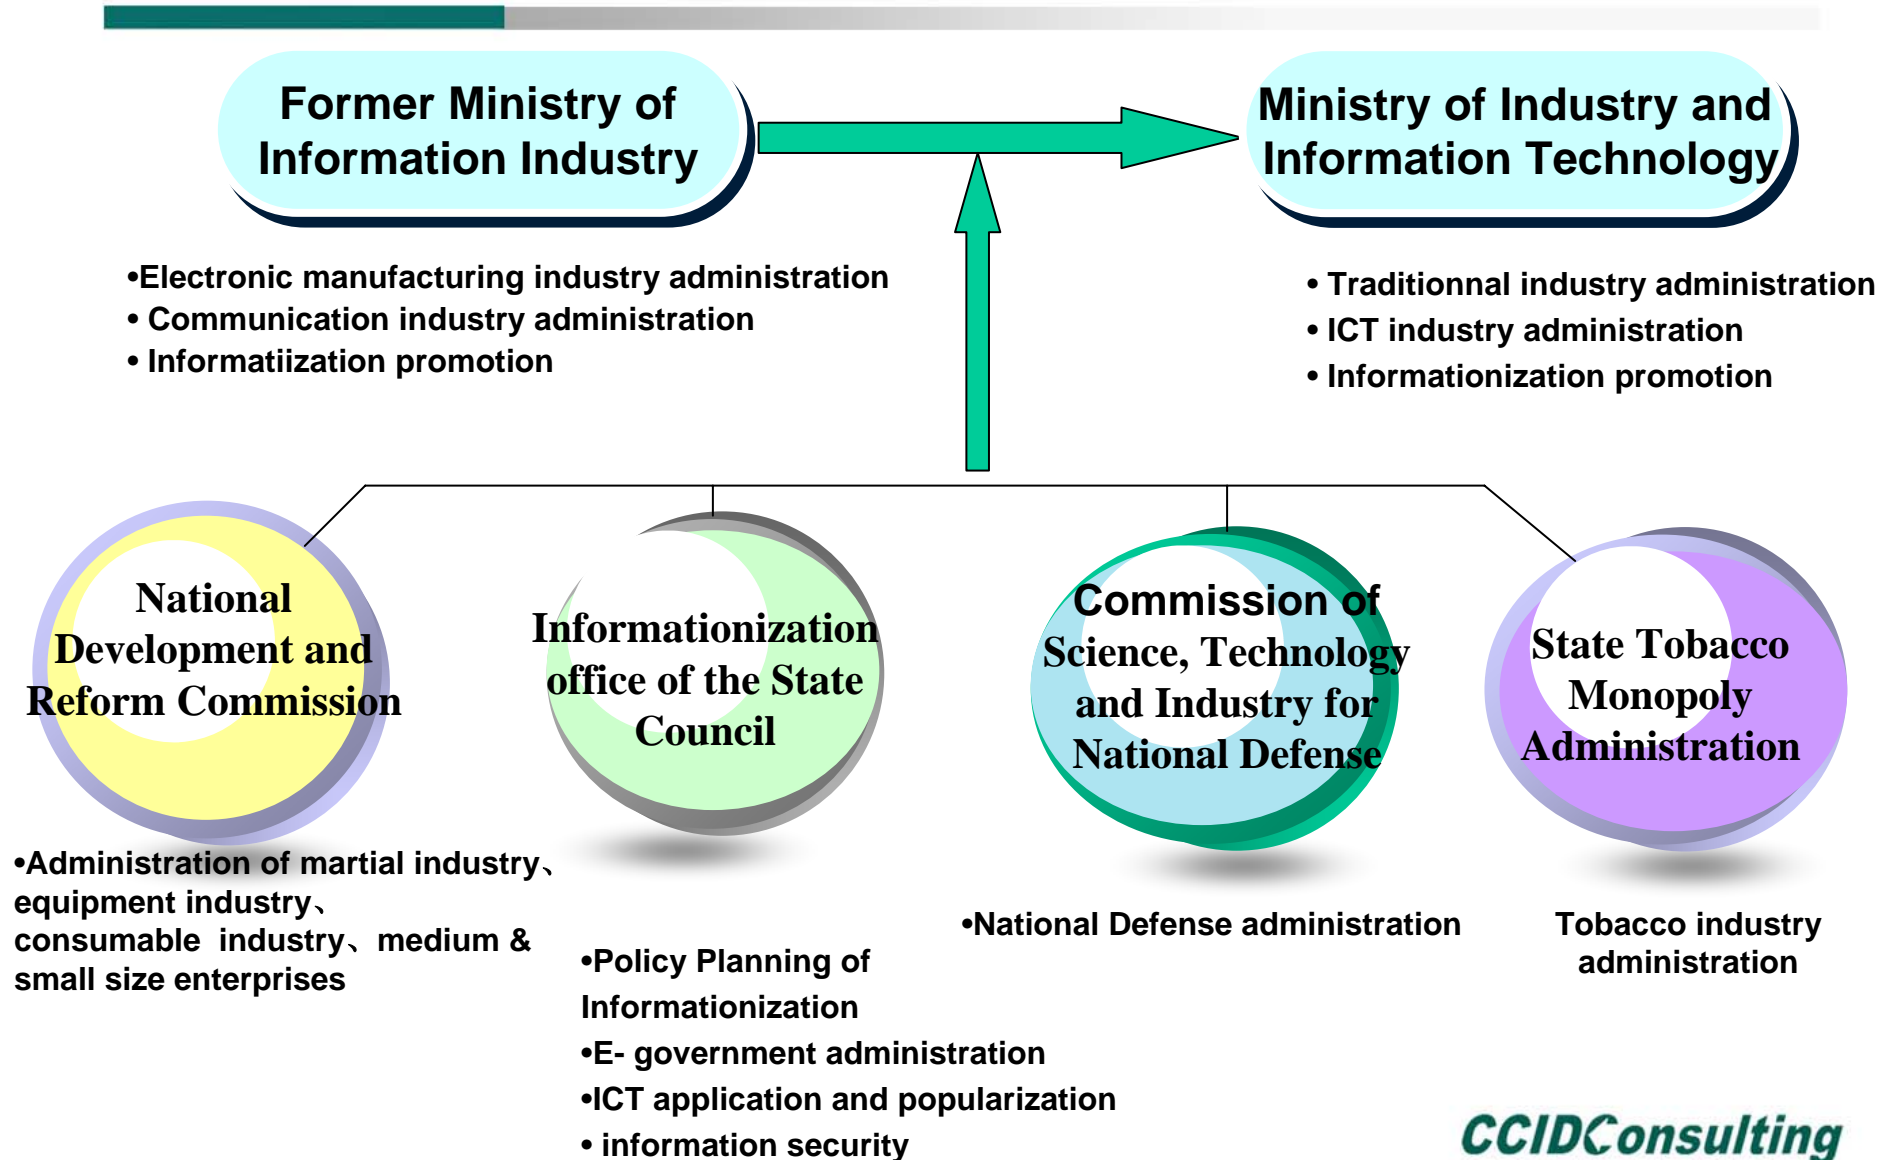 Former Ministry of
Information Industry
Ministry of Industry and
Information Technology
•Electronic manufacturing industry administration
• Communication industry administration
• Informatiization promotion
• Traditionnal industry administration
• ICT industry administration
• Informationization promotion
National
Development and
Reform Commission
Informationization
office of the State
Council
Commission of
Science, Technology
and Industry for
National Defense
State Tobacco
Monopoly
Administration
•Administration of martial industry、
equipment industry、
consumable industry、medium &
small size enterprises
•Policy Planning of
Informationization
•E- government administration
•ICT application and popularization
• information security
•National Defense administration
Tobacco industry
administration
CCIDConsulting